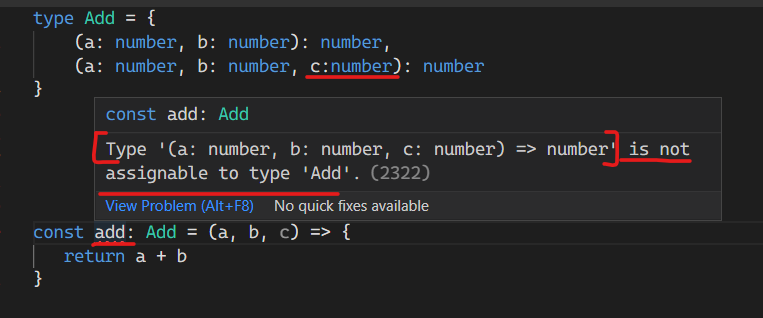 type Add = {
(a: number, b: number): number,
(a: number, b: number, c:number): number
}
const add: Add
Type '(a: number, b: number, c: number) => number' is not
assignable to type 'Add'. (2322)
View Problem (Alt+F8) No quick fixes available
const add: Add = (a, b, c) => {
return a + b
}